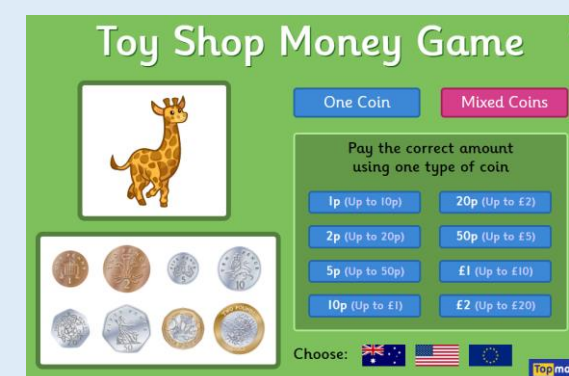 Toy Shop Money Game
One Coin
Mixed Coins
Pay the correct amount
using one type of coin
1p (Up to 10p)
20p (Up to £2)
2p (Up to 20p)
50p (Up to £5)
5p (Up to 50p)
£1 (Up to £10)
10p (Up to £1)
£2 (Up to £20)
Choose: